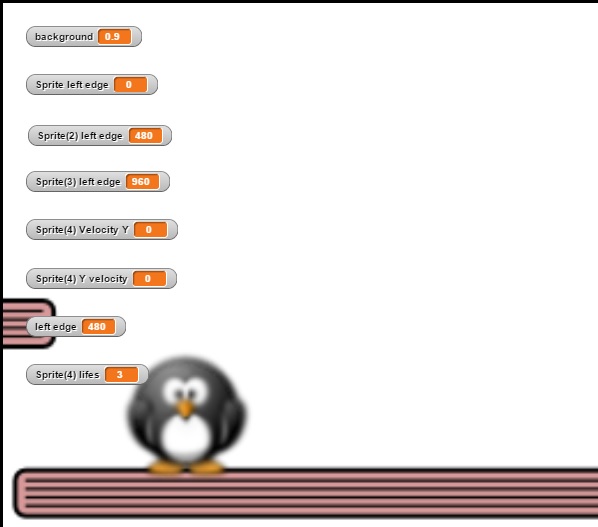 background 0.9
Sprite left edge 0
Sprite(2) left edge 480
Sprite(3) left edge 960
Sprite(4) Velocity Y 0
Sprite(4) Y velocity 0
left edge 480
Sprite(4) lifes 3